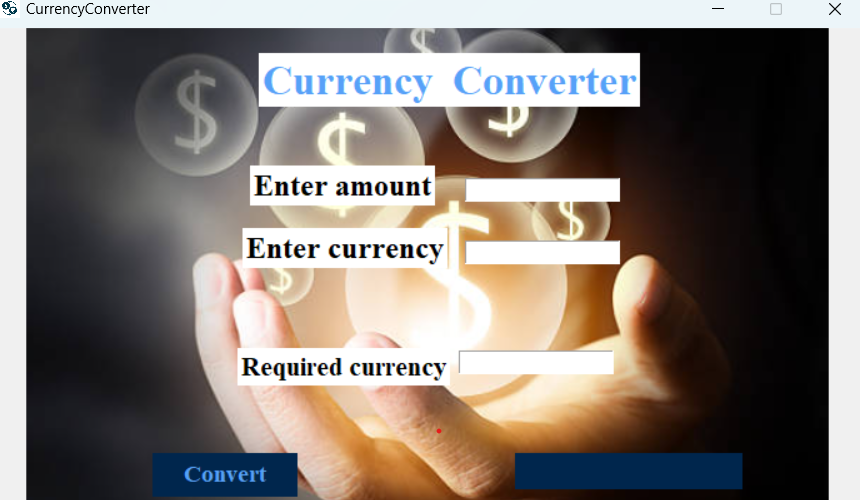 CurrencyConverter
Currency Converter
Enter amount
Enter currency
Required currency
Convert